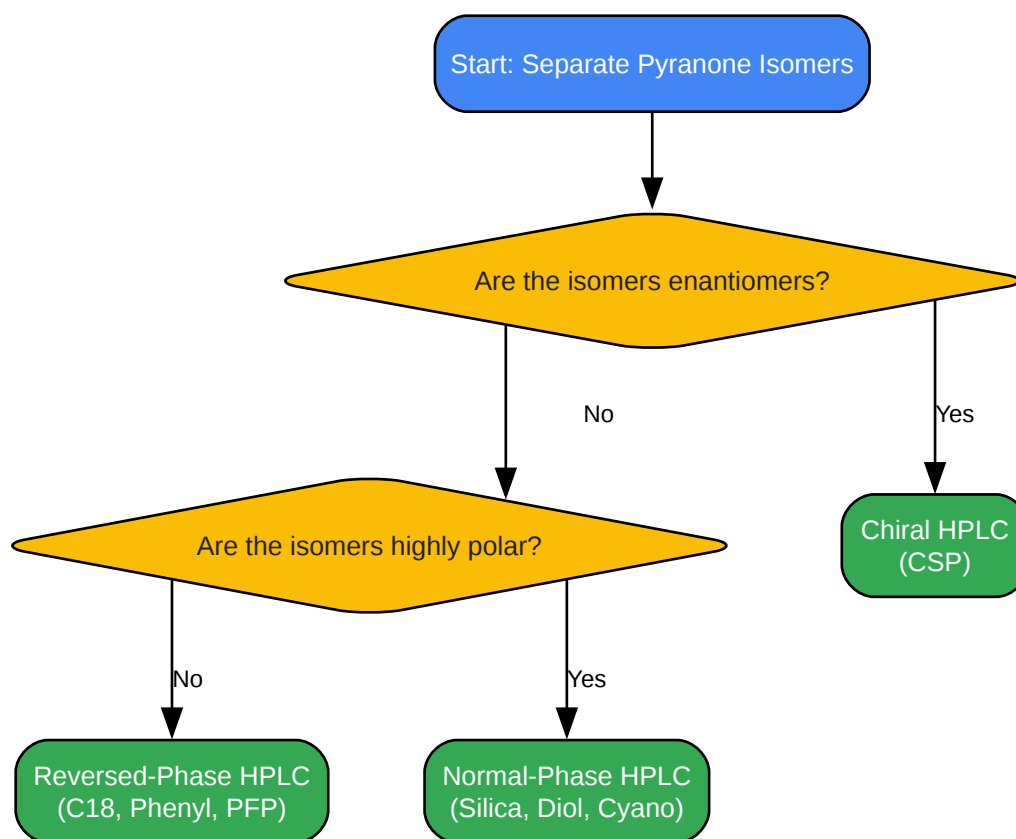 Start: Separate Pyranone Isomers
Are the isomers enantiomers?
No
Yes
Are the isomers highly polar?
Chiral HPLC
(CSP)
No
Yes
Reversed-Phase HPLC
(C18, Phenyl, PFP)
Normal-Phase HPLC
(Silica, Diol, Cyano)